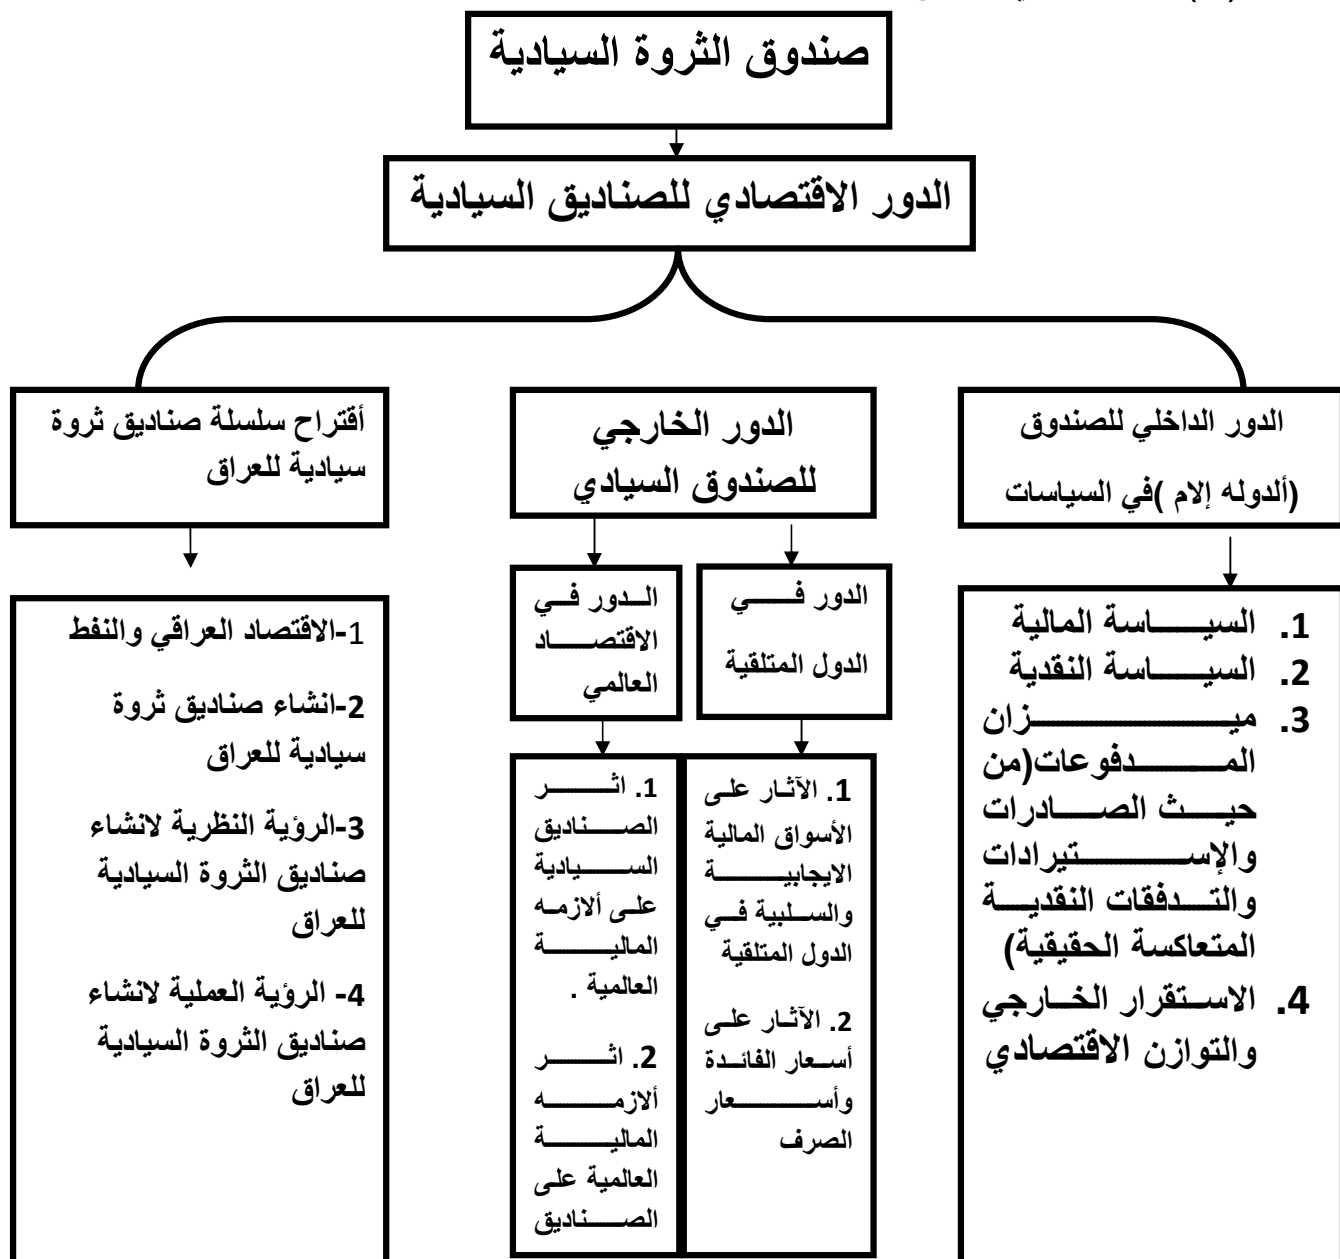 صندوق الثروة السيادية
الدور الاقتصادي للصناديق السيادية
الدور الداخلي للصندوق
(ألدوله إلام )في السياسات
1. السياسة المالية
2. السياسة النقدية
3. ميزان
المدفوعات(من
حيث الصادرات
والإستيرادات
والتدفقات النقدية
المتعاكسة الحقيقية)
4. الاستقرار الخارجي
والتوازن الاقتصادي
الدور الخارجي
للصندوق السيادي
الدور في
الدول المتلقية
1. الآثار على
الأسواق المالية
الايجابية
والسلبية في
الدول المتلقية
2. الآثار على
أسعار الفائدة
وأسعار
الصرف
الدور في
الاقتصاد
العالمي
1. اثر
الصناديق
السيادية
على ألازمه
المالية
العالمية .
2. اثر
ألازمه
المالية
العالمية على
الصناديق
أقتراح سلسلة صناديق ثروة
سيادية للعراق
1-الاقتصاد العراقي والنفط
2-انشاء صناديق ثروة
سيادية للعراق
3-الرؤية النظرية لانشاء
صناديق الثروة السيادية
للعراق
4- الرؤية العملية لانشاء
صناديق الثروة السيادية
للعراق